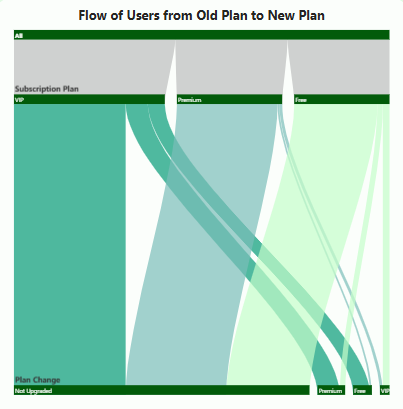 Flow of Users from Old Plan to New Plan
All
Subscription Plan
VIP Premium Free
Plan Change
Not Upgraded Premium Free VIP